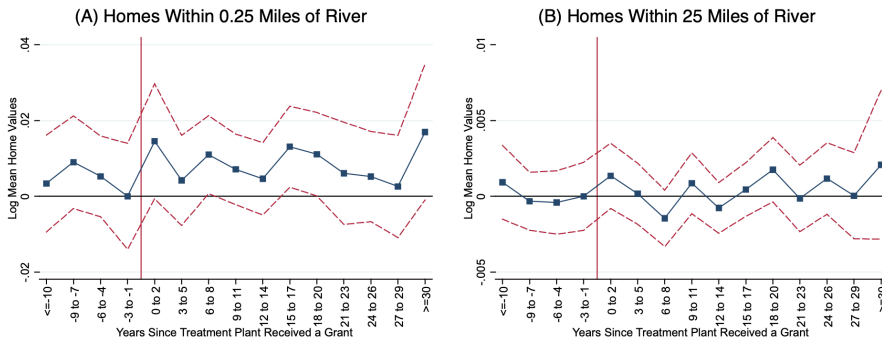 (A) Homes Within 0.25 Miles of River
Log Mean Home Values
.04
.02
0
-.02
<=-10
-9 to -7
-6 to -4
-3 to -1
0 to 2
3 to 5
6 to 8
9 to 11
12 to 14
15 to 17
18 to 20
21 to 23
24 to 26
27 to 29
>=30
Years Since Treatment Plant Received a Grant
(B) Homes Within 25 Miles of River
Log Mean Home Values
.01
.005
0
-.005
<=-10
-9 to -7
-6 to -4
-3 to -1
0 to 2
3 to 5
6 to 8
9 to 11
12 to 14
15 to 17
18 to 20
21 to 23
24 to 26
27 to 29
Years Since Treatment Plant Received a Grant